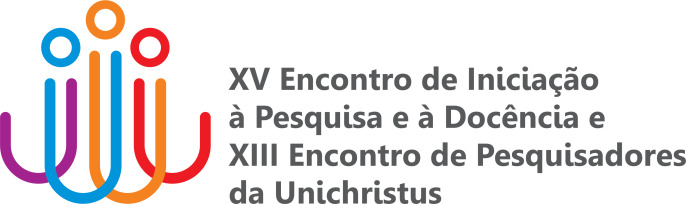 XV Encontro de Iniciação
à Pesquisa e à Docência e
XIII Encontro de Pesquisadores
da Unichristus